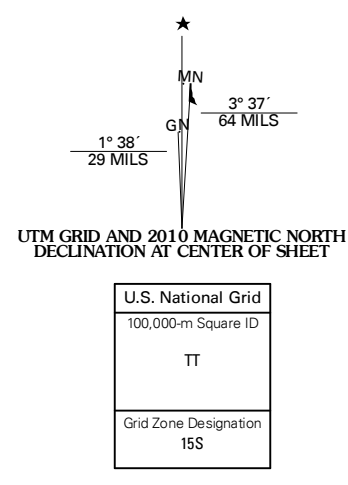 MN
3° 37´
64 MILS
GN
1° 38´
29 MILS
UTM GRID AND 2010 MAGNETIC NORTH
DECLINATION AT CENTER OF SHEET
U.S. National Grid
100,000-m Square ID
TT
Grid Zone Designation
15S